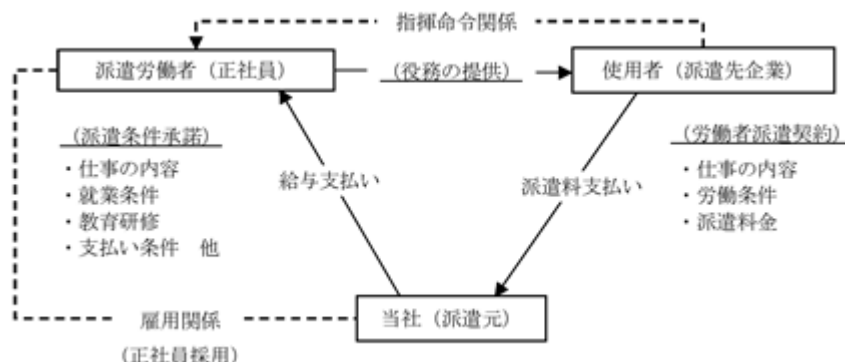 指揮命令関係
派遣労働者（正社員）
（役務の提供）
使用者（派遣先企業）
（派遣条件承諾）
・仕事の内容
・就業条件
・教育研修
・支払い条件　他
給与支払い
派遣料支払い
（労働者派遣契約）
・仕事の内容
・労働条件
・派遣料金
雇用関係
（正社員採用）
当社（派遣元）